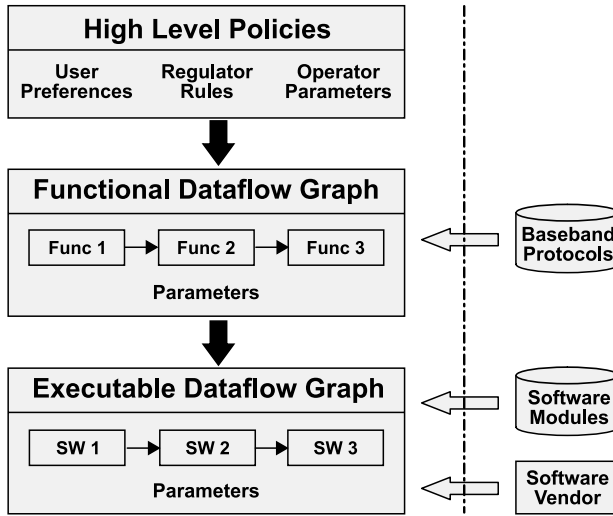 High Level Policies
User Preferences
Regulator Rules
Operator Parameters
Functional Dataflow Graph
Func 1
Func 2
Func 3
Parameters
Baseband
Protocols
Executable Dataflow Graph
SW 1
SW 2
SW 3
Parameters
Software
Modules
Software
Vendor